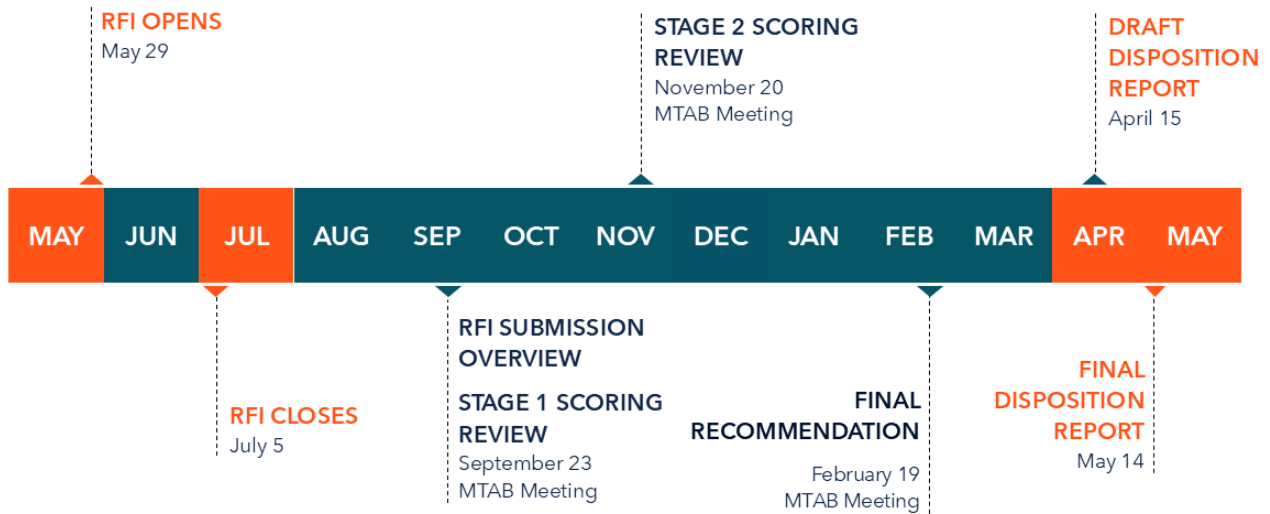 RFI OPENS
May 29
STAGE 2 SCORING
REVIEW
November 20
MTAB Meeting
DRAFT
DISPOSITION
REPORT
April 15
MAY
JUN
JUL
AUG
SEP
OCT
NOV
DEC
JAN
FEB
MAR
APR
MAY
RFI CLOSES
July 5
RFI SUBMISSION
OVERVIEW
STAGE 1 SCORING
REVIEW
September 23
MTAB Meeting
FINAL
RECOMMENDATION
February 19
MTAB Meeting
FINAL
DISPOSITION
REPORT
May 14